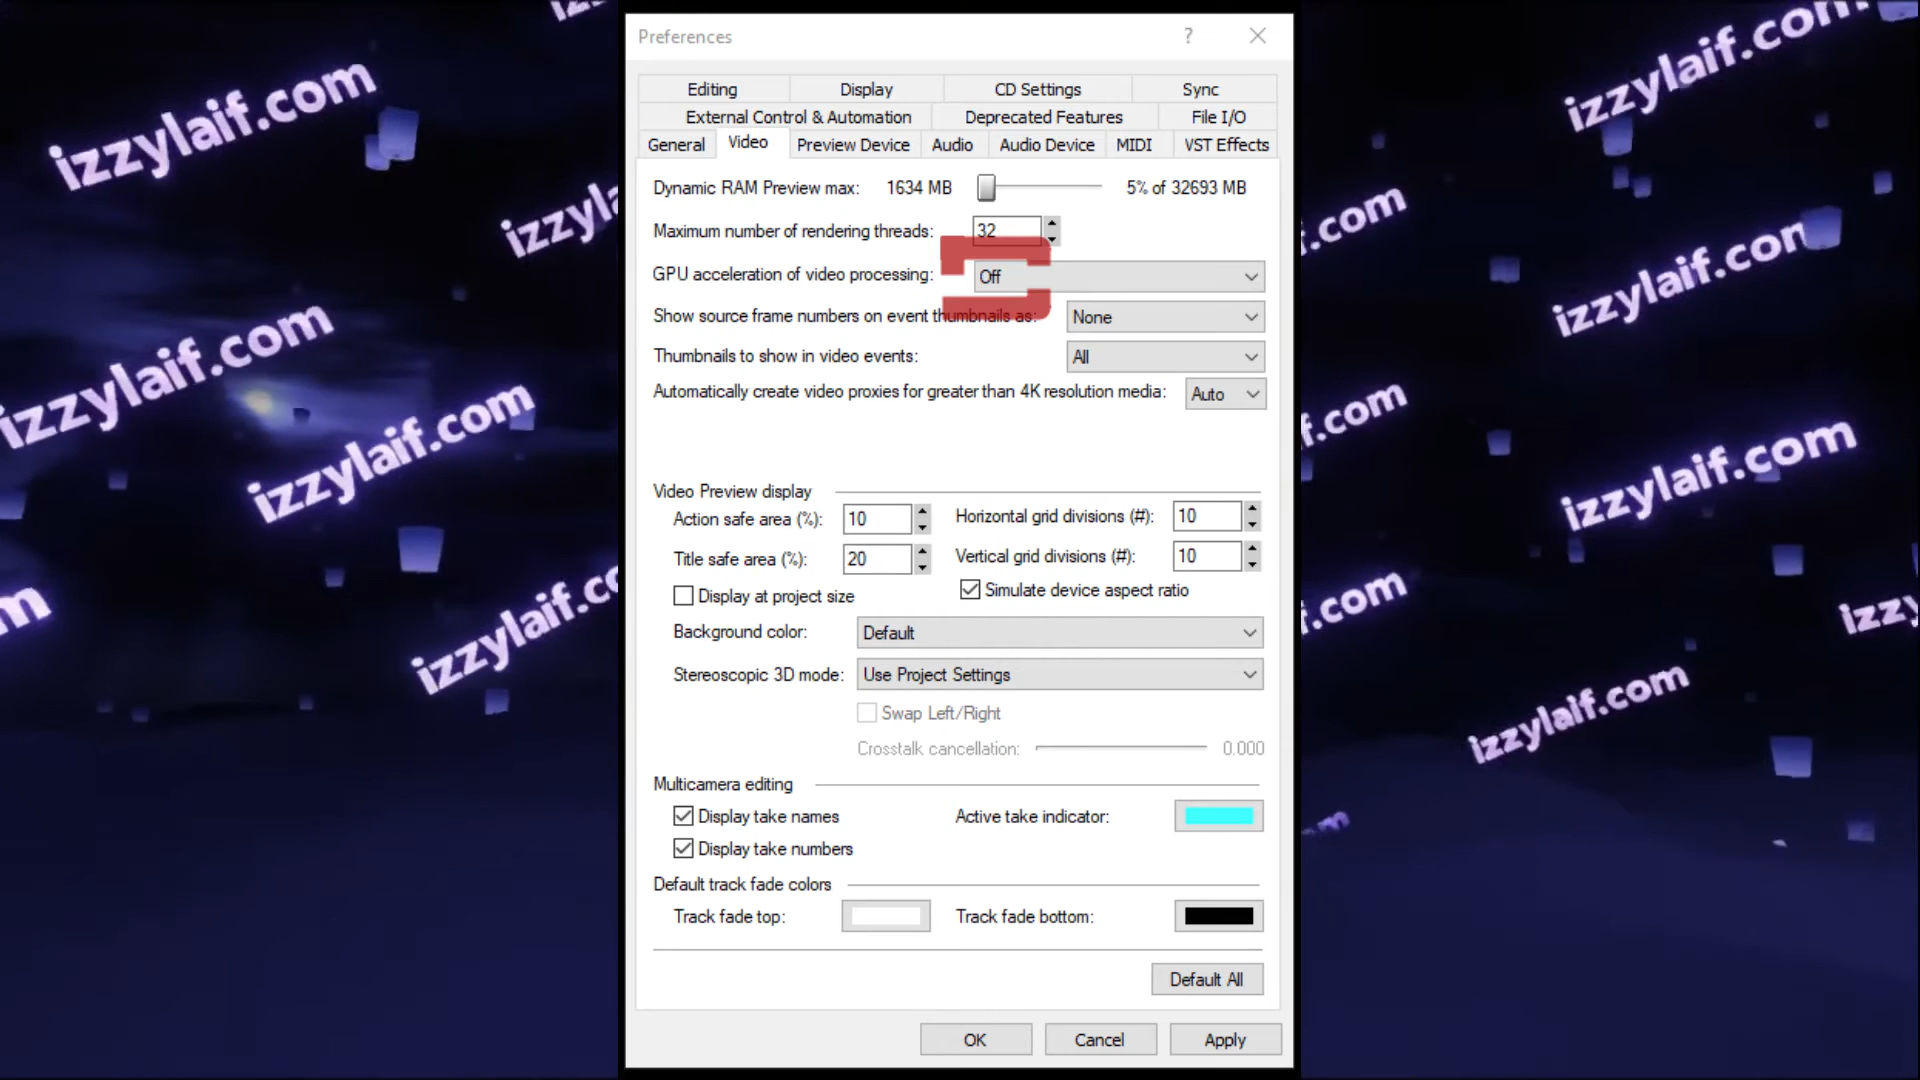 Preferences
?
Editing Display CD Settings Sync
External Control & Automation Deprecated Features File I/O
General Video Preview Device Audio Audio Device MIDI VST Effects
Dynamic RAM Preview max: 1634 MB 5% of 32693 MB
Maximum number of rendering threads: 32
GPU acceleration of video processing: Off
Show source frame numbers on event thumbnails as: None
Thumbnails to show in video events: All
Automatically create video proxies for greater than 4K resolution media: Auto
Video Preview display
Action safe area (%): 10 Horizontal grid divisions (#): 10
Title safe area (%): 20 Vertical grid divisions (#): 10
Display at project size Simulate device aspect ratio
Background color: Default
Stereoscopic 3D mode: Use Project Settings
Swap Left/Right
Crosstalk cancellation: 0.000
Multicamera editing
Display take names Active take indicator:
Display take numbers
Default track fade colors
Track fade top: Track fade bottom:
Default All
OK Cancel Apply
izzylaif.com
izzyla
izzylaif.com
izzylaif.com
izzylaif.c
m
izzylaif.com
.com
izzylaif.com
f.com
izzylaif.com
f.com
izzy
izzylaif.com
om